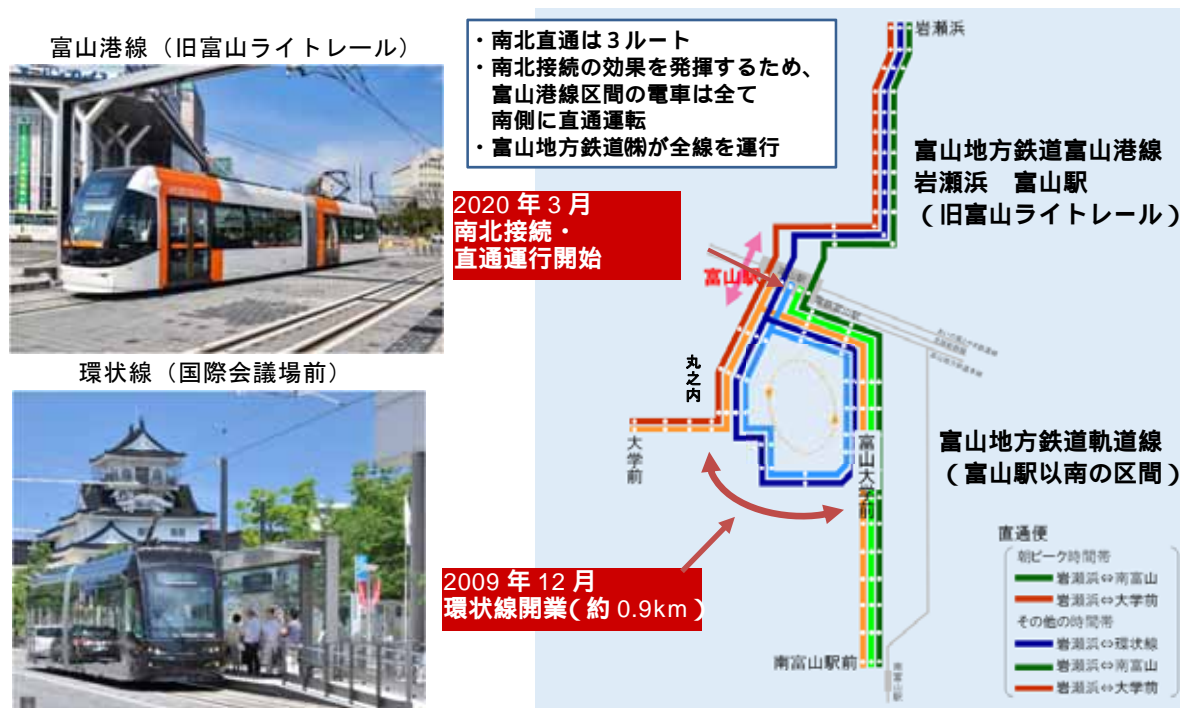 富山港線（旧富山ライトレール）
・南北直通は３ルート
・南北接続の効果を発揮するため、
富山港線区間の電車は全て
南側に直通運転
・富山地方鉄道㈱が全線を運行
岩瀬浜
富山地方鉄道富山港線
岩瀬浜　富山駅
（旧富山ライトレール）
2020 年 3 月
南北接続・
直通運行開始
富山駅
環状線（国際会議場前）
丸之内
大学前
富山大学前
富山地方鉄道軌道線
（富山駅以南の区間）
2009 年 12 月
環状線開業（約 0.9km）
南富山駅前
南富山駅
直通便
朝ピーク時間帯
岩瀬浜⇔南富山
岩瀬浜⇔大学前
その他の時間帯
岩瀬浜⇔環状線
岩瀬浜⇔南富山
岩瀬浜⇔大学前